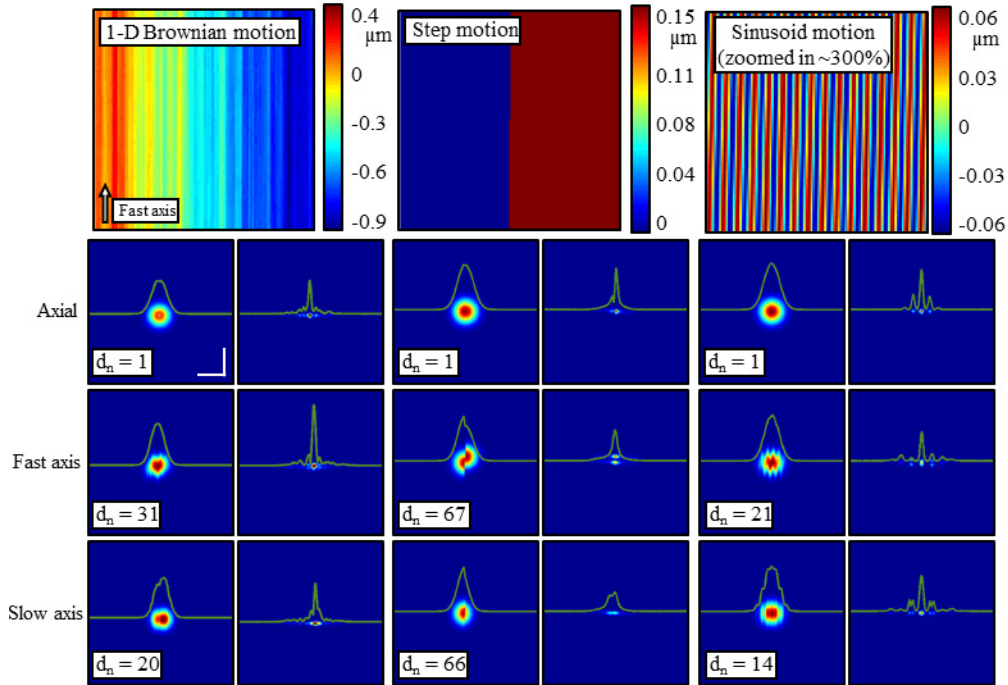 1-D Brownian motion
Fast axis
0.4
μm
0
-0.3
-0.6
-0.9
Step motion
0.15
μm
0.11
0.08
0.04
0
Sinusoid motion
(zoomed in ~300%)
0.06
μm
0.03
0
-0.03
-0.06
Axial
dn = 1
dn = 1
dn = 1
Fast axis
dn = 31
dn = 67
dn = 21
Slow axis
dn = 20
dn = 66
dn = 14